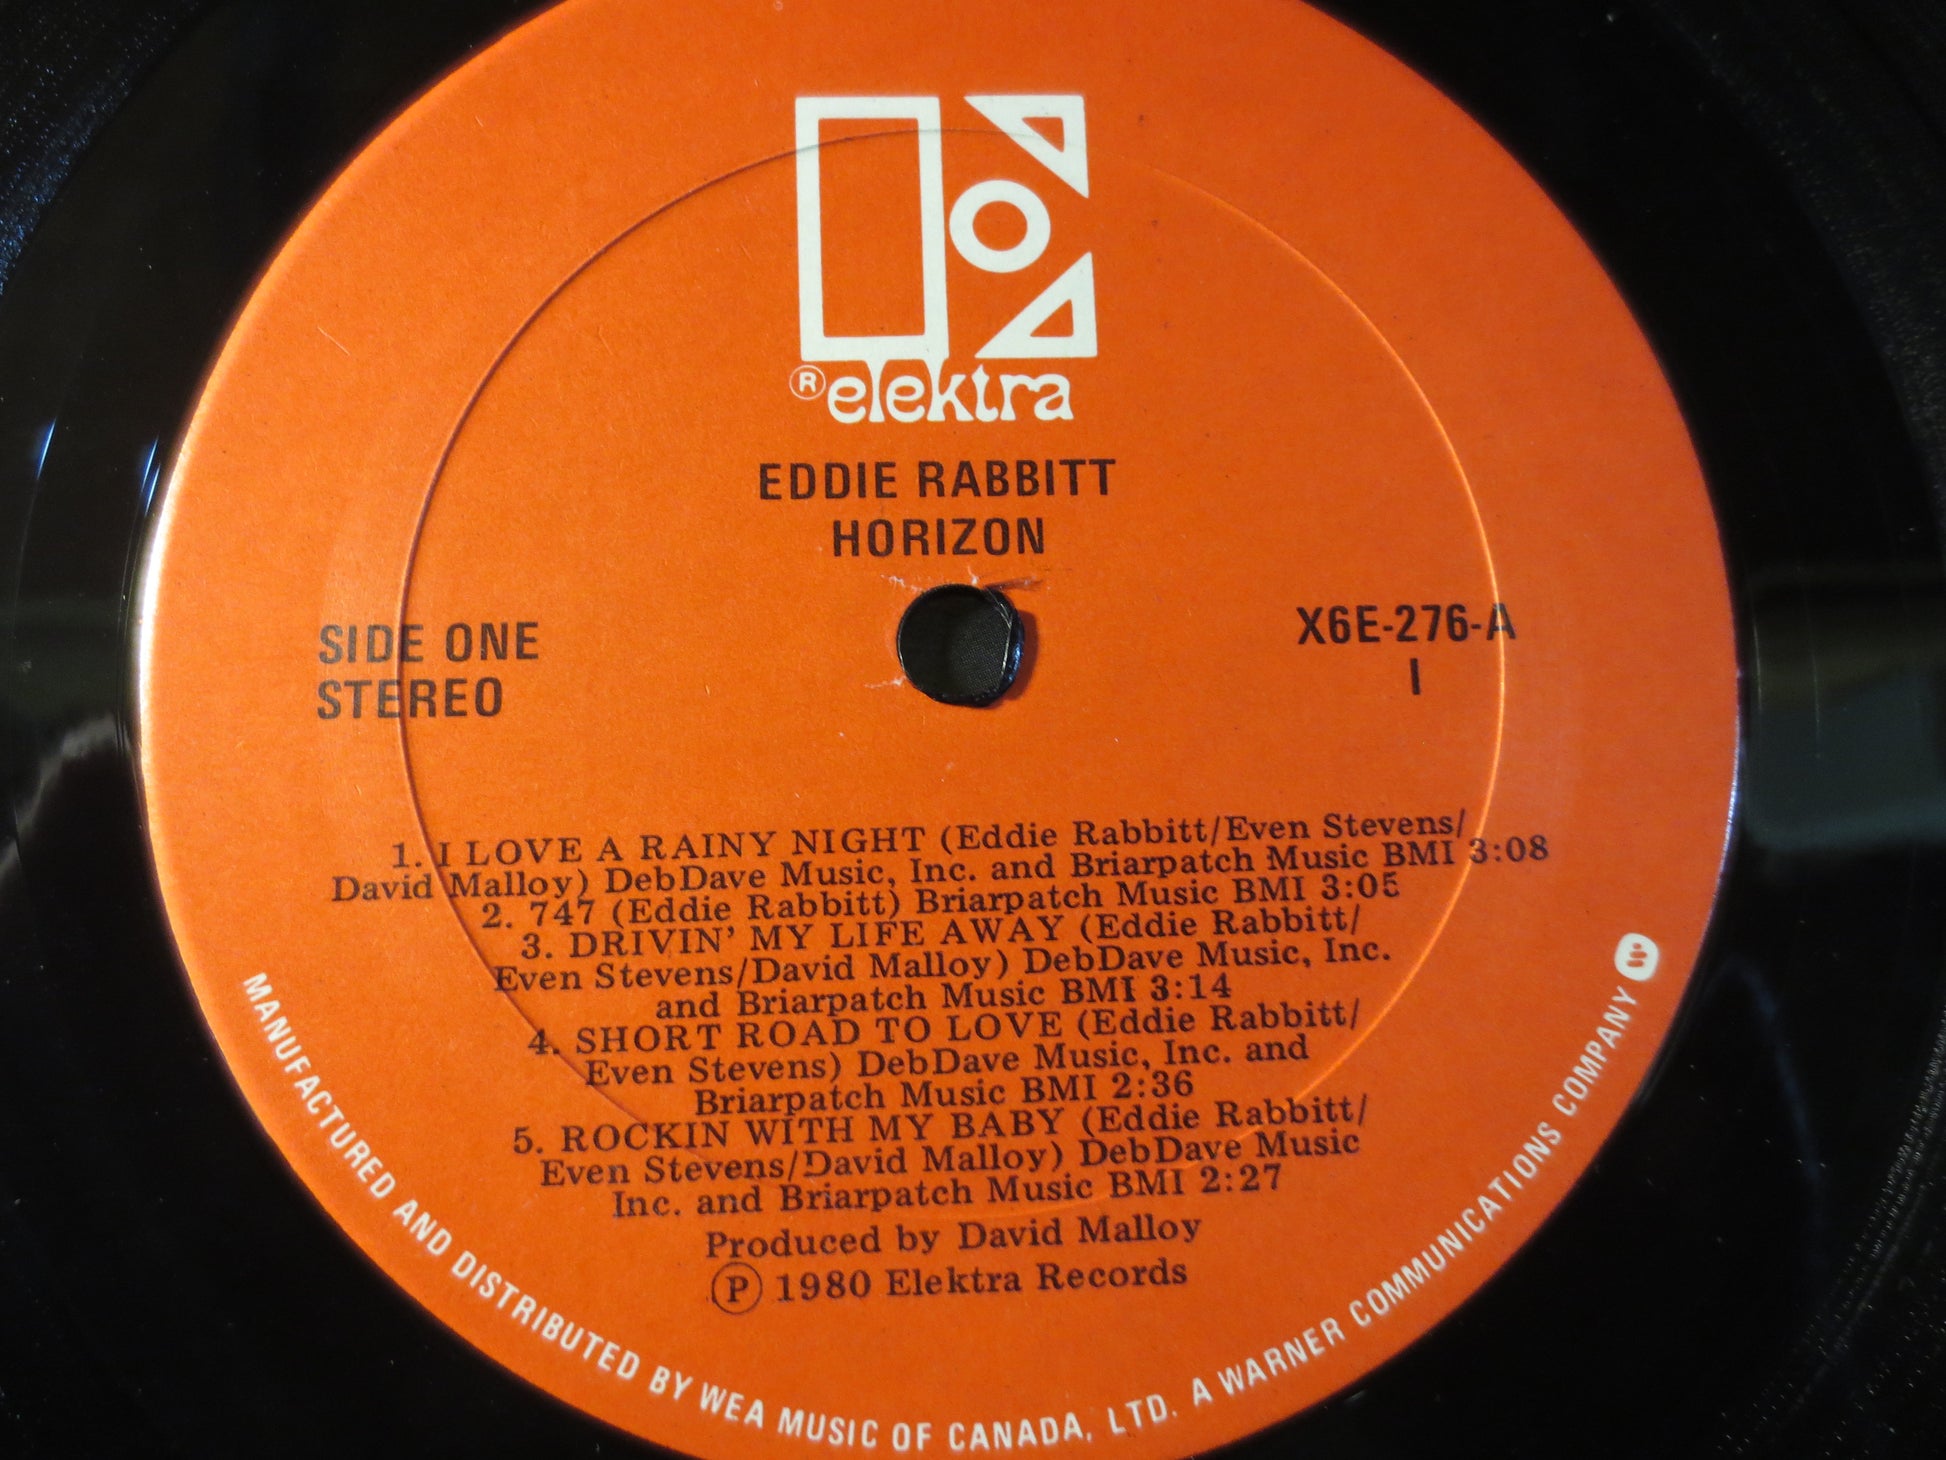 ® elektra
EDDIE RABBITT
HORIZON
SIDE ONE
STEREO
X6E-276-A
I
1. I LOVE A RAINY NIGHT (Eddie Rabbitt/Even Stevens/
David Malloy) DebDave Music, Inc. and Briarpatch Music BMI 3:08
2. 747 (Eddie Rabbitt) Briarpatch Music BMI 3:05
3. DRIVIN' MY LIFE AWAY (Eddie Rabbitt/
Even Stevens/David Malloy) DebDave Music, Inc.
and Briarpatch Music BMI 3:14
4. SHORT ROAD TO LOVE (Eddie Rabbitt/
Even Stevens) DebDave Music, Inc. and
Briarpatch Music BMI 2:36
5. ROCKIN WITH MY BABY (Eddie Rabbitt/
Even Stevens/David Malloy) DebDave Music
Inc. and Briarpatch Music BMI 2:27
Produced by David Malloy
Ⓟ 1980 Elektra Records
MANUFACTURED AND DISTRIBUTED BY WEA MUSIC OF CANADA, LTD. A WARNER COMMUNICATIONS COMPANY